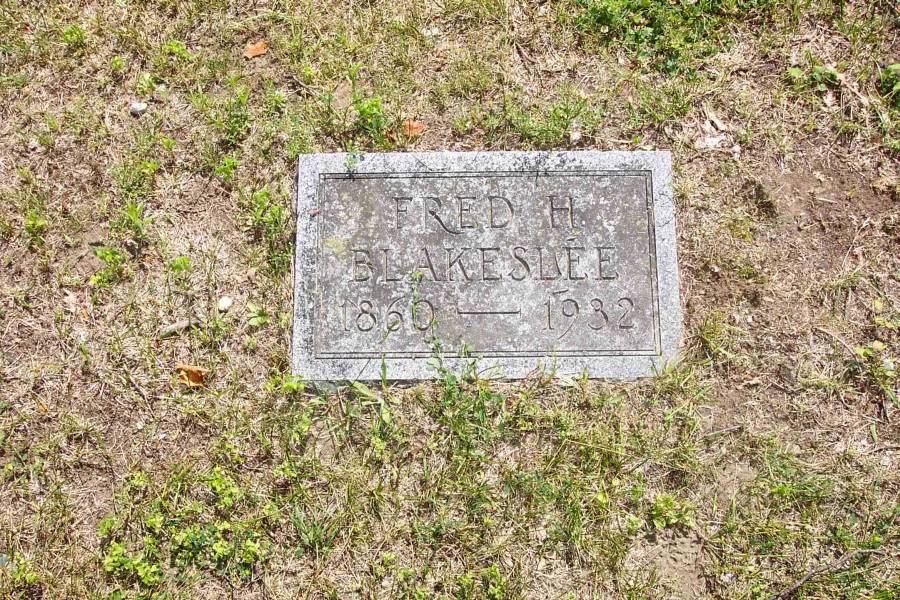 FRED H
BLAKESLEE
1860 — 1932